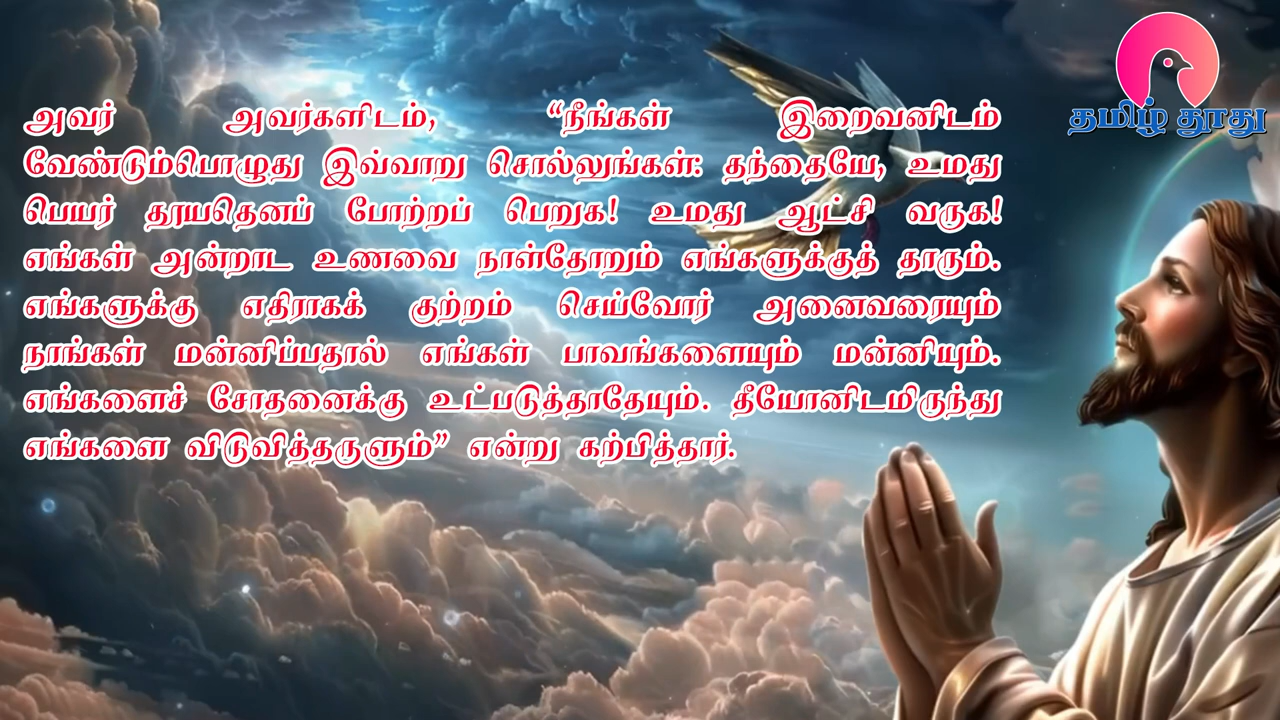 தமிழ் தூது
அவர் அவர்களிடம், “நீங்கள் இறைவனிடம்
வேண்டும்பொழுது இவ்வாறு சொல்லுங்கள்: தந்தையே, உமது
பெயர் தூயதெனப் போற்றப் பெறுக! உமது ஆட்சி வருக!
எங்கள் அன்றாட உணவை நாள்தோறும் எங்களுக்குத் தாரும்.
எங்களுக்கு எதிராகக் குற்றம் செய்வோர் அனைவரையும்
நாங்கள் மன்னிப்பதால் எங்கள் பாவங்களையும் மன்னியும்.
எங்களைச் சோதனைக்கு உட்படுத்தாதேயும். தீயோனிடமிருந்து
எங்களை விடுவித்தருளும்” என்று கற்பித்தார்.